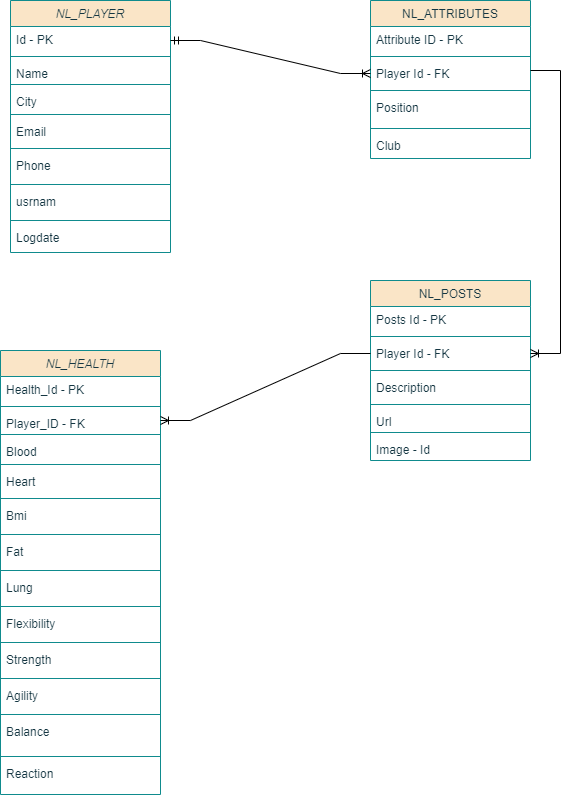 NL_PLAYER
Id - PK
Name
City
Email
Phone
usrnam
Logdate
NL_ATTRIBUTES
Attribute ID - PK
Player Id - FK
Position
Club
NL_POSTS
Posts Id - PK
Player Id - FK
Description
Url
Image - Id
NL_HEALTH
Health_Id - PK
Player_ID - FK
Blood
Heart
Bmi
Fat
Lung
Flexibility
Strength
Agility
Balance
Reaction